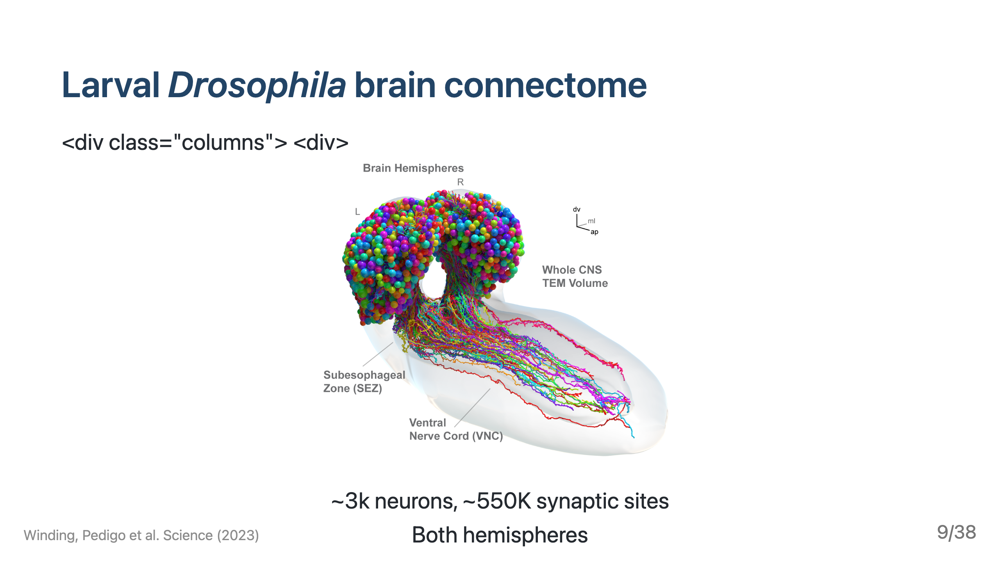 Larval Drosophila brain connectome
<div class="columns"> <div>
Brain Hemispheres
R
L
dv
ml
ap
Whole CNS
TEM Volume
Subesophageal
Zone (SEZ)
Ventral
Nerve Cord (VNC)
~3k neurons, ~550K synaptic sites
Both hemispheres
Winding, Pedigo et al. Science (2023)
9/38